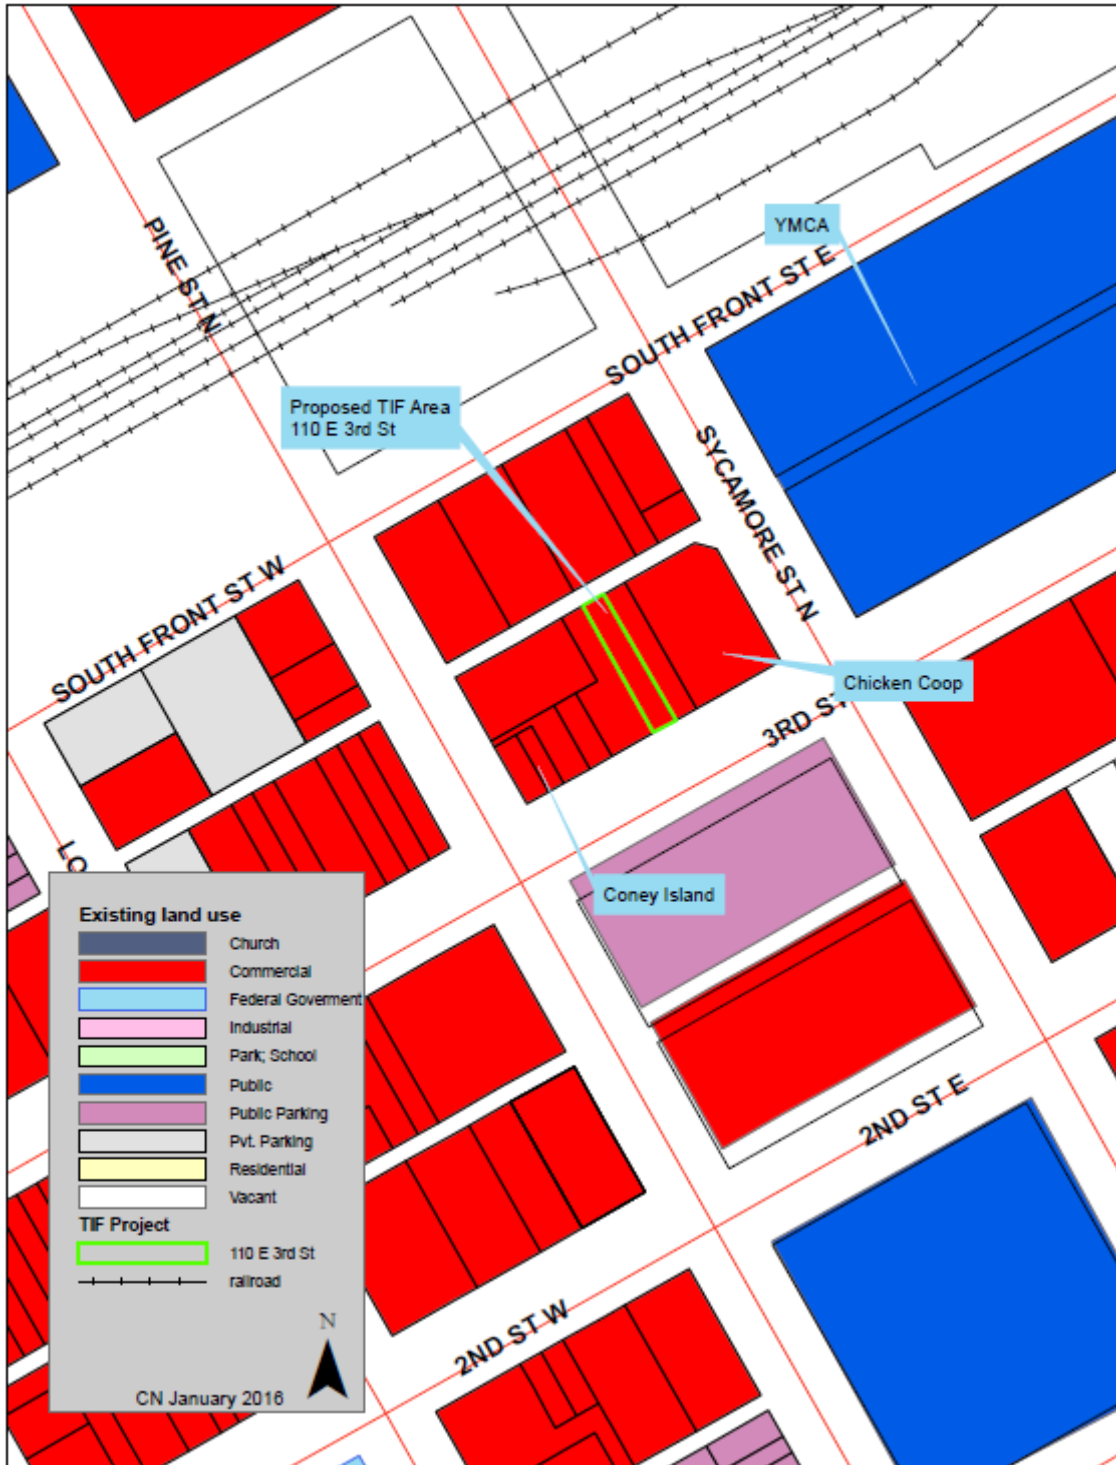 PINE ST N
YMCA
SOUTH FRONT ST E
Proposed TIF Area
110 E 3rd St
SYCAMORE ST N
SOUTH FRONT ST W
Chicken Coop
3RD ST
LO
Coney Island
Existing land use
Church
Commercial
Federal Goverment
Industrial
Park; School
Public
Public Parking
Pvt. Parking
Residential
Vacant
TIF Project
110 E 3rd St
railroad
N
CN January 2016
2ND ST E
2ND ST W